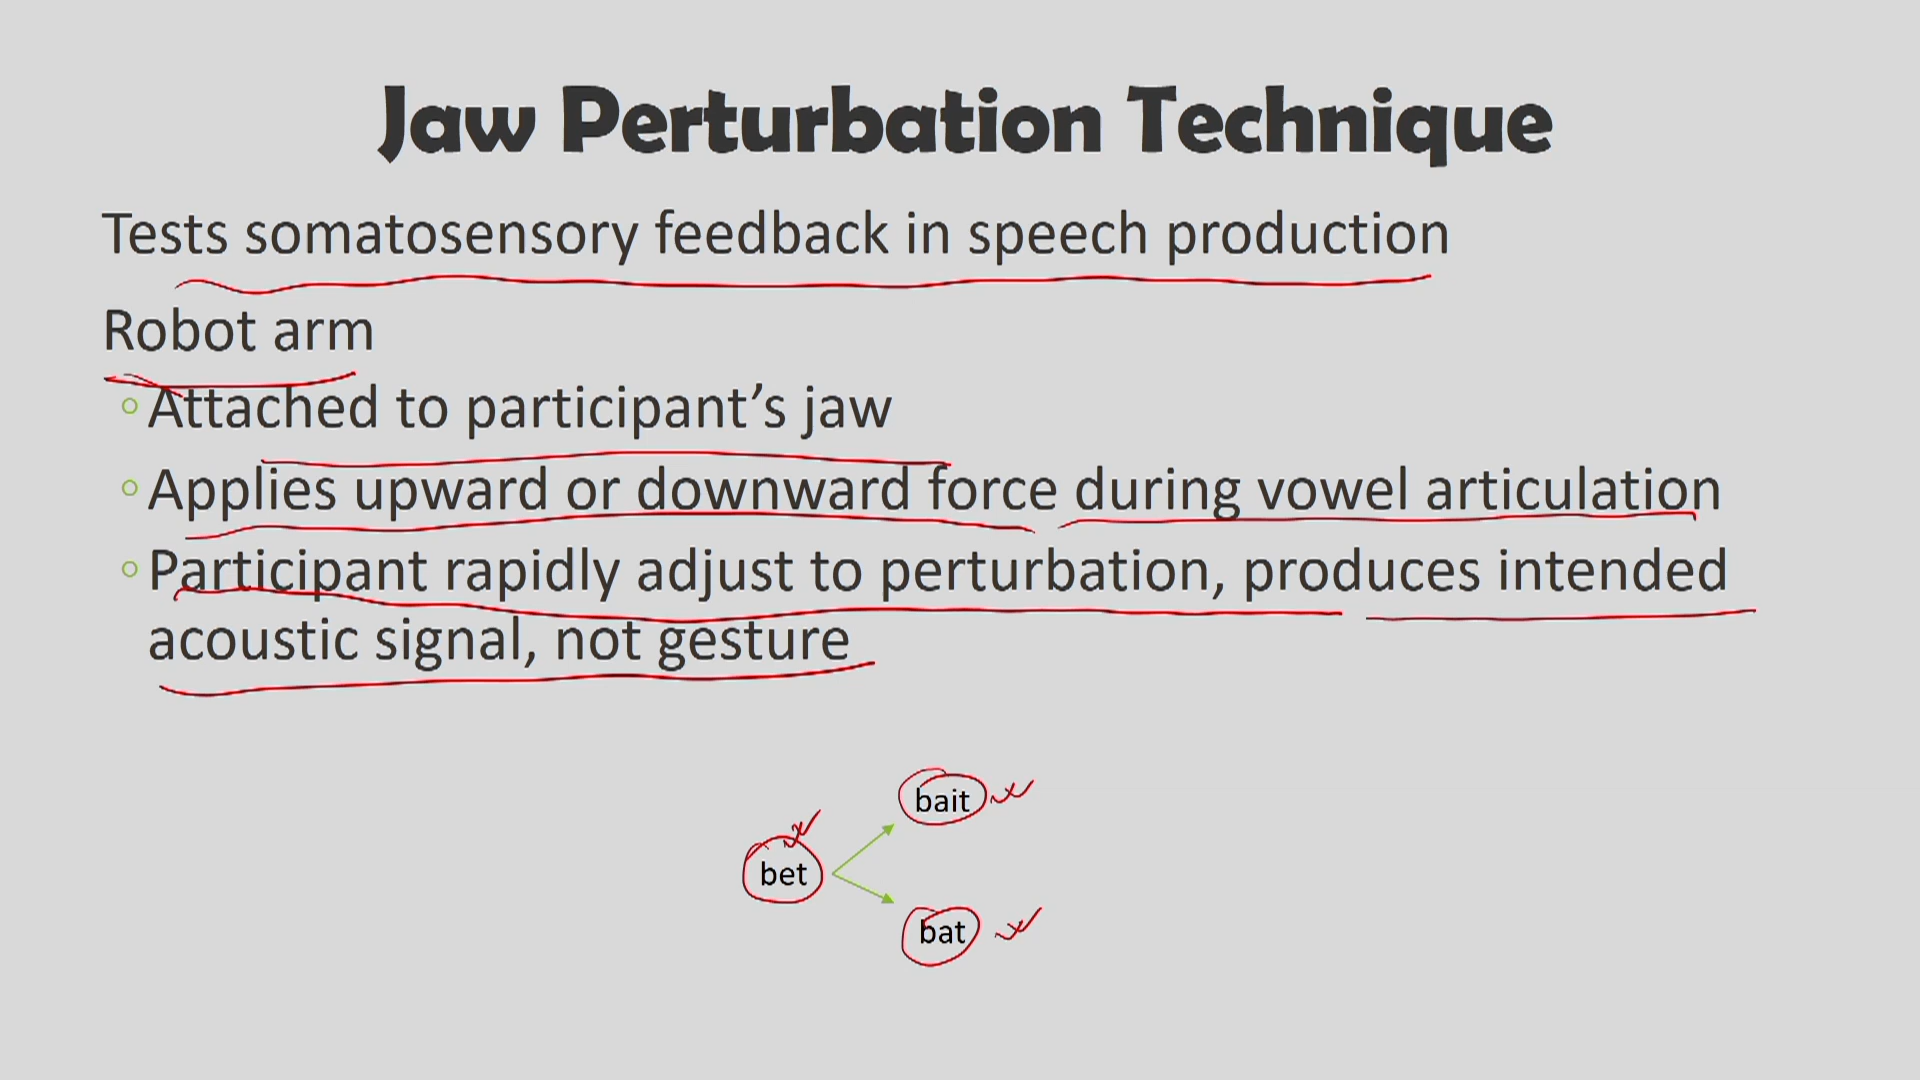 Jaw Perturbation Technique
Tests somatosensory feedback in speech production
Robot arm
Attached to participant’s jaw
Applies upward or downward force during vowel articulation
Participant rapidly adjust to perturbation, produces intended
acoustic signal, not gesture
bait
bet
bat